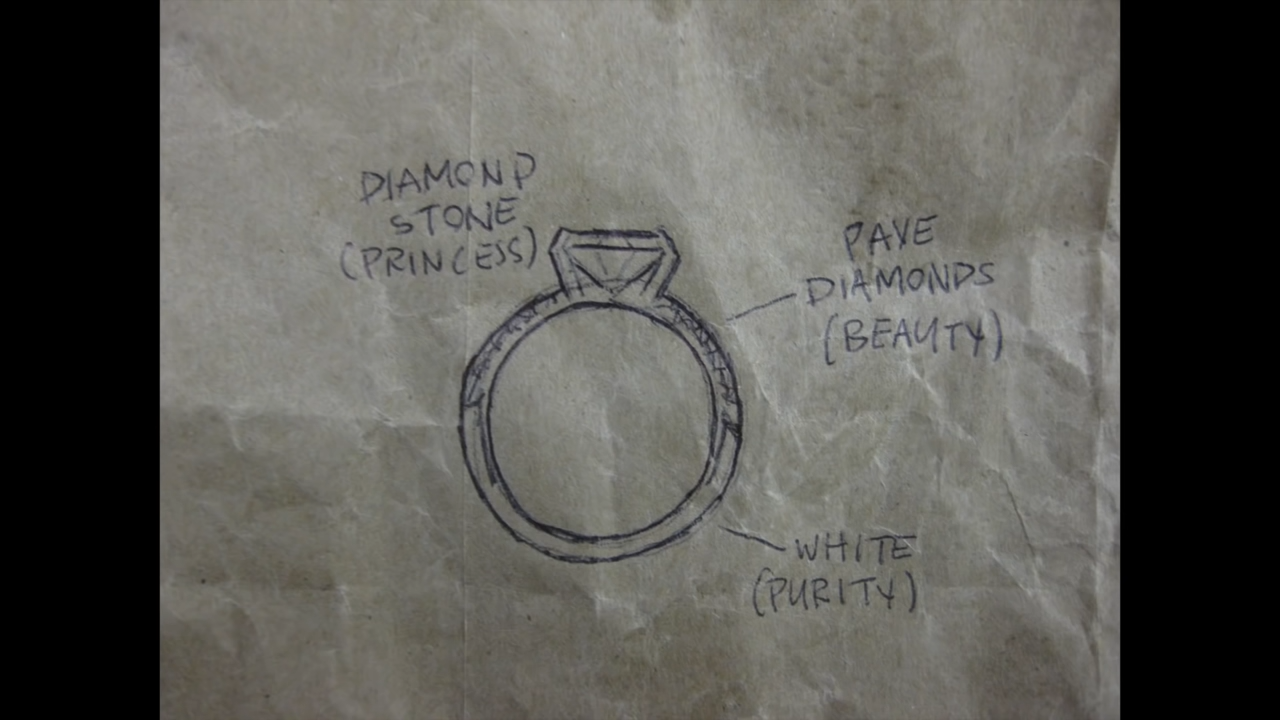 DIAMOND
STONE
(PRINCESS)
PAVE
DIAMONDS
(BEAUTY)
WHITE
(PURITY)